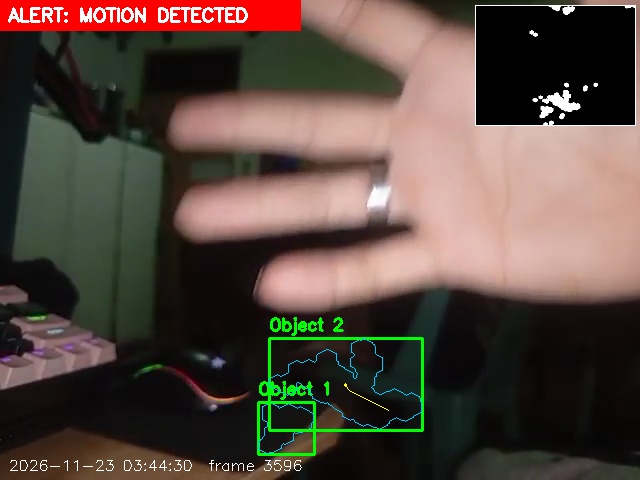 ALERT: MOTION DETECTED
Object 2
Object 1
2026-11-23 03:44:30 frame 3596